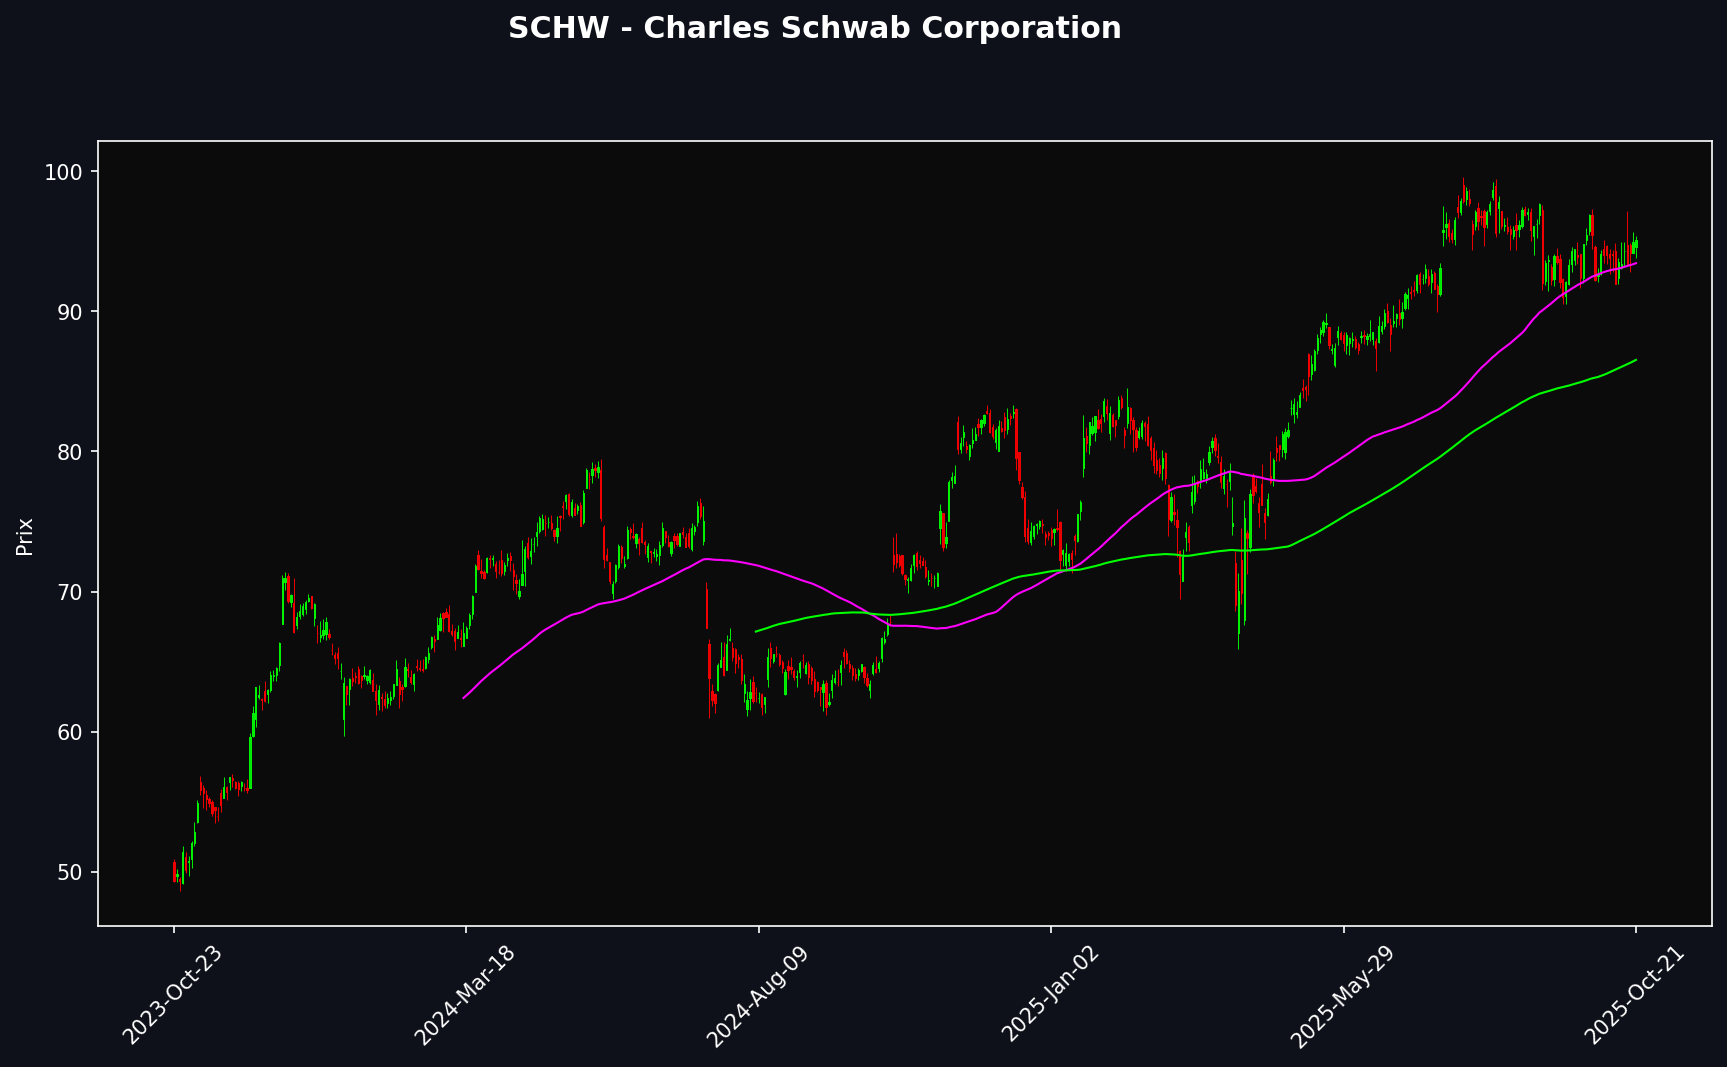 SCHW - Charles Schwab Corporation
Prix
100
90
80
70
60
50
2023-Oct-23
2024-Mar-18
2024-Aug-09
2025-Jan-02
2025-May-29
2025-Oct-21